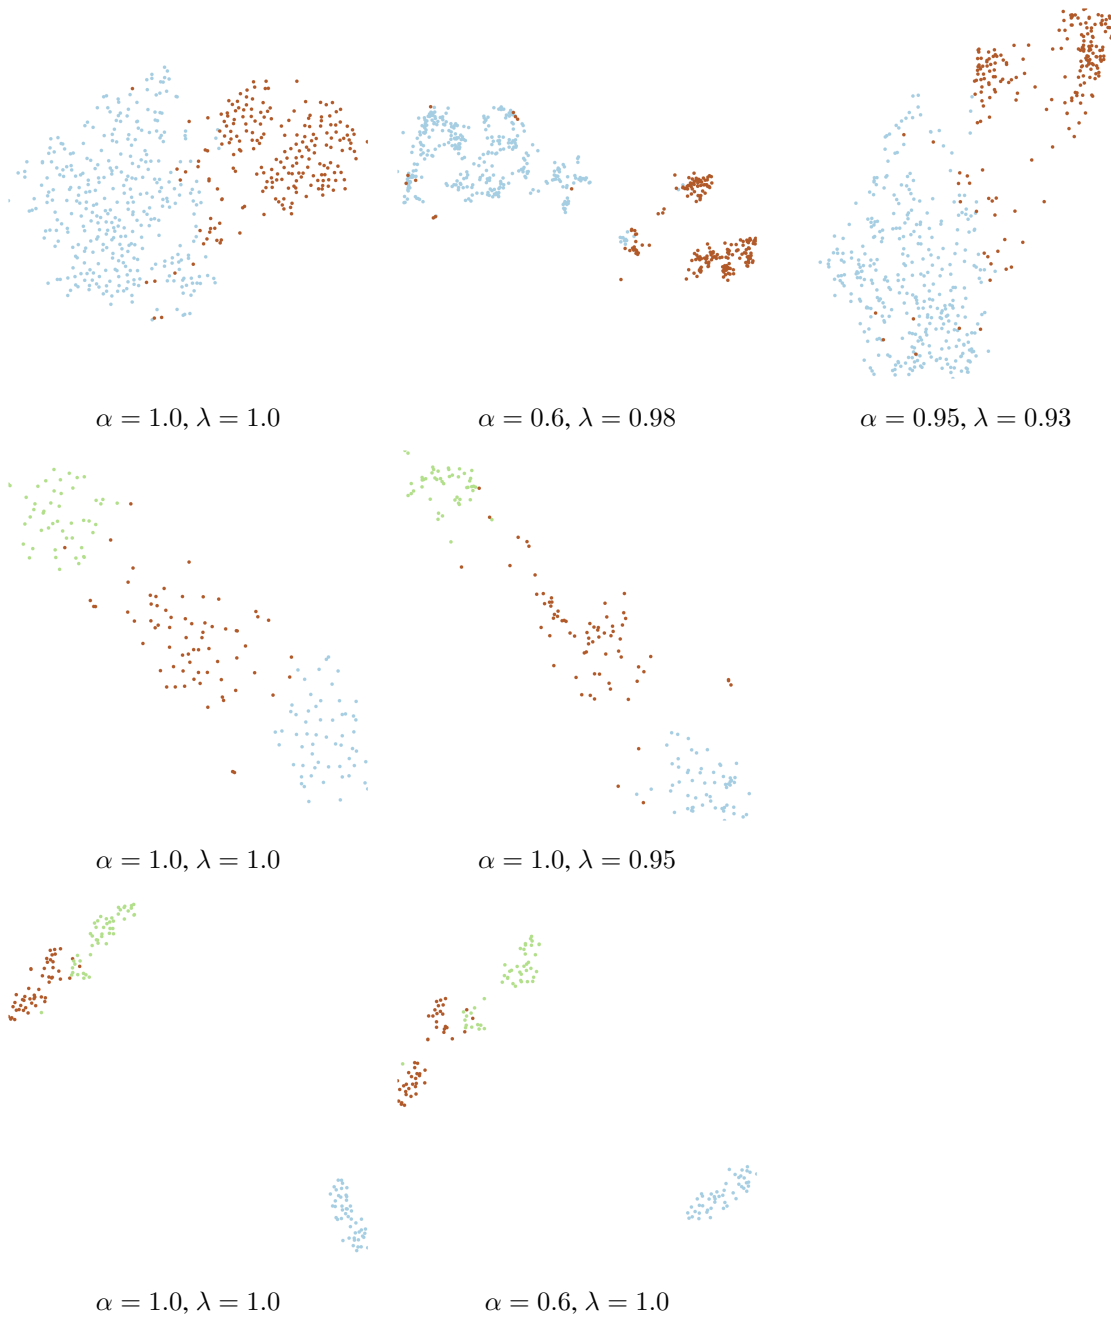 α = 1.0, λ = 1.0
α = 0.6, λ = 0.98
α = 0.95, λ = 0.93
α = 1.0, λ = 1.0
α = 1.0, λ = 0.95
α = 1.0, λ = 1.0
α = 0.6, λ = 1.0